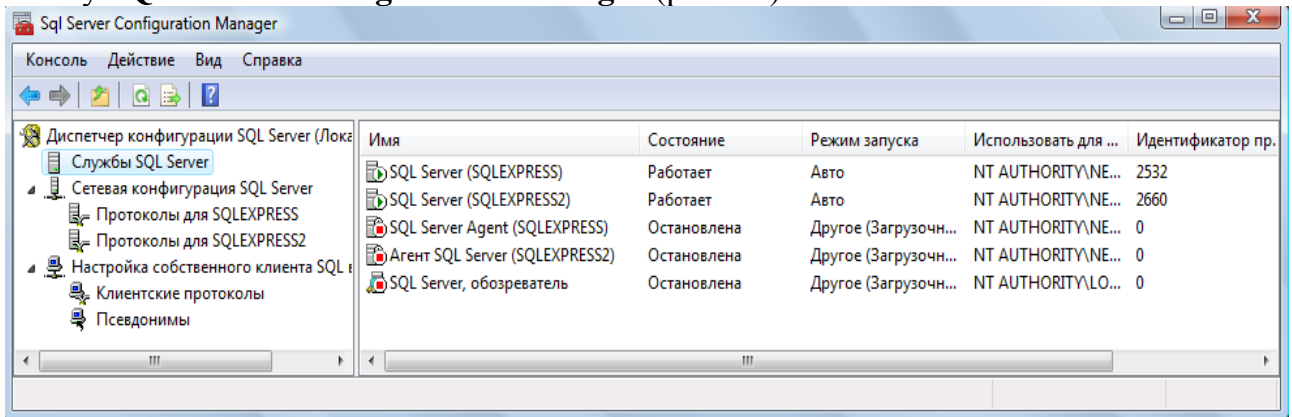 Sql Server Configuration Manager
Консоль Действие Вид Справка
Диспетчер конфигурации SQL Server (Лока
Службы SQL Server
Сетевая конфигурация SQL Server
Протоколы для SQLEXPRESS
Протоколы для SQLEXPRESS2
Настройка собственного клиента SQL
Клиентские протоколы
Псевдонимы
Имя Состояние Режим запуска Использовать для ... Идентификатор пр.
SQL Server (SQLEXPRESS) Работает Авто NT AUTHORITY\NE... 2532
SQL Server (SQLEXPRESS2) Работает Авто NT AUTHORITY\NE... 2660
SQL Server Agent (SQLEXPRESS) Остановлена Другое (Загрузочн... NT AUTHORITY\NE... 0
Агент SQL Server (SQLEXPRESS2) Остановлена Другое (Загрузочн... NT AUTHORITY\NE... 0
SQL Server, обозреватель Остановлена Другое (Загрузочн... NT AUTHORITY\LO... 0